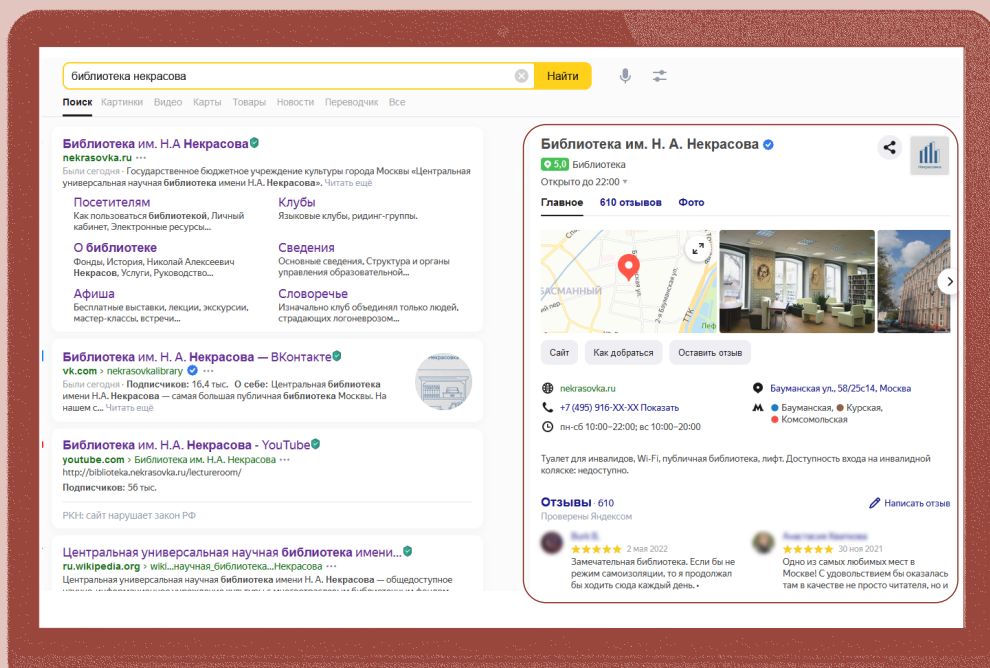 библиотека некрасова
Найти
Поиск Картинки Видео Карты Товары Новости Переводчик Все
Библиотека им. Н.А Некрасова
nekrasovka.ru ···
Были сегодня · Государственное бюджетное учреждение культуры города Москвы «Центральная
универсальная научная библиотека имени Н.А. Некрасова». Читать ещё
Посетителям
Как пользоваться библиотекой, Личный
кабинет, Электронные ресурсы...
Клубы
Языковые клубы, ридинг-группы.
О библиотеке
Фонды, История, Николай Алексеевич
Некрасов, Услуги, Руководство...
Сведения
Основные сведения, Структура и органы
управления образовательной...
Афиша
Бесплатные выставки, лекции, экскурсии,
мастер-классы, встречи...
Словоречье
Изначально клуб объединял только людей,
страдающих логоневрозом...
Библиотека им. Н. А. Некрасова — ВКонтакте
vk.com › nekrasovkalibrary ···
Были сегодня · Подписчиков: 16,4 тыс. О себе: Центральная библиотека
имени Н.А. Некрасова — самая большая публичная библиотека Москвы. На
нашем с... Читать ещё
Библиотека им. Н.А. Некрасова - YouTube
youtube.com › Библиотека им. Н.А. Некрасова ···
http://biblioteka.nekrasovka.ru/lectureroom/
Подписчиков: 56 тыс.
РКН: сайт нарушает закон РФ
Центральная универсальная научная библиотека имени...
ru.wikipedia.org › wiki...научная_библиотека...Некрасова ···
Центральная универсальная научная библиотека имени Н. А. Некрасова — общедоступное
Библиотека им. Н. А. Некрасова
5,0 Библиотека
Открыто до 22:00
Главное 610 отзывов Фото
БАСМАННЫЙ
2-я Бауманская ул.
ТТК
Леф
Сайт Как добраться Оставить отзыв
nekrasovka.ru
+7 (495) 916-XX-XX Показать
пн-сб 10:00–22:00; вс 10:00–20:00
Бауманская ул., 58/25с14, Москва
Бауманская, Курская,
Комсомольская
Туалет для инвалидов, Wi-Fi, публичная библиотека, лифт. Доступность входа на инвалидной
коляске: недоступно.
Отзывы · 610
Написать отзыв
Проверены Яндексом
2 мая 2022
Замечательная библиотека. Если бы не
режим самоизоляции, то я продолжал
бы ходить сюда каждый день. •
30 ноя 2021
Одно из самых любимых мест в
Москве! С удовольствием бы оказалась
там в качестве не просто читателя, но и